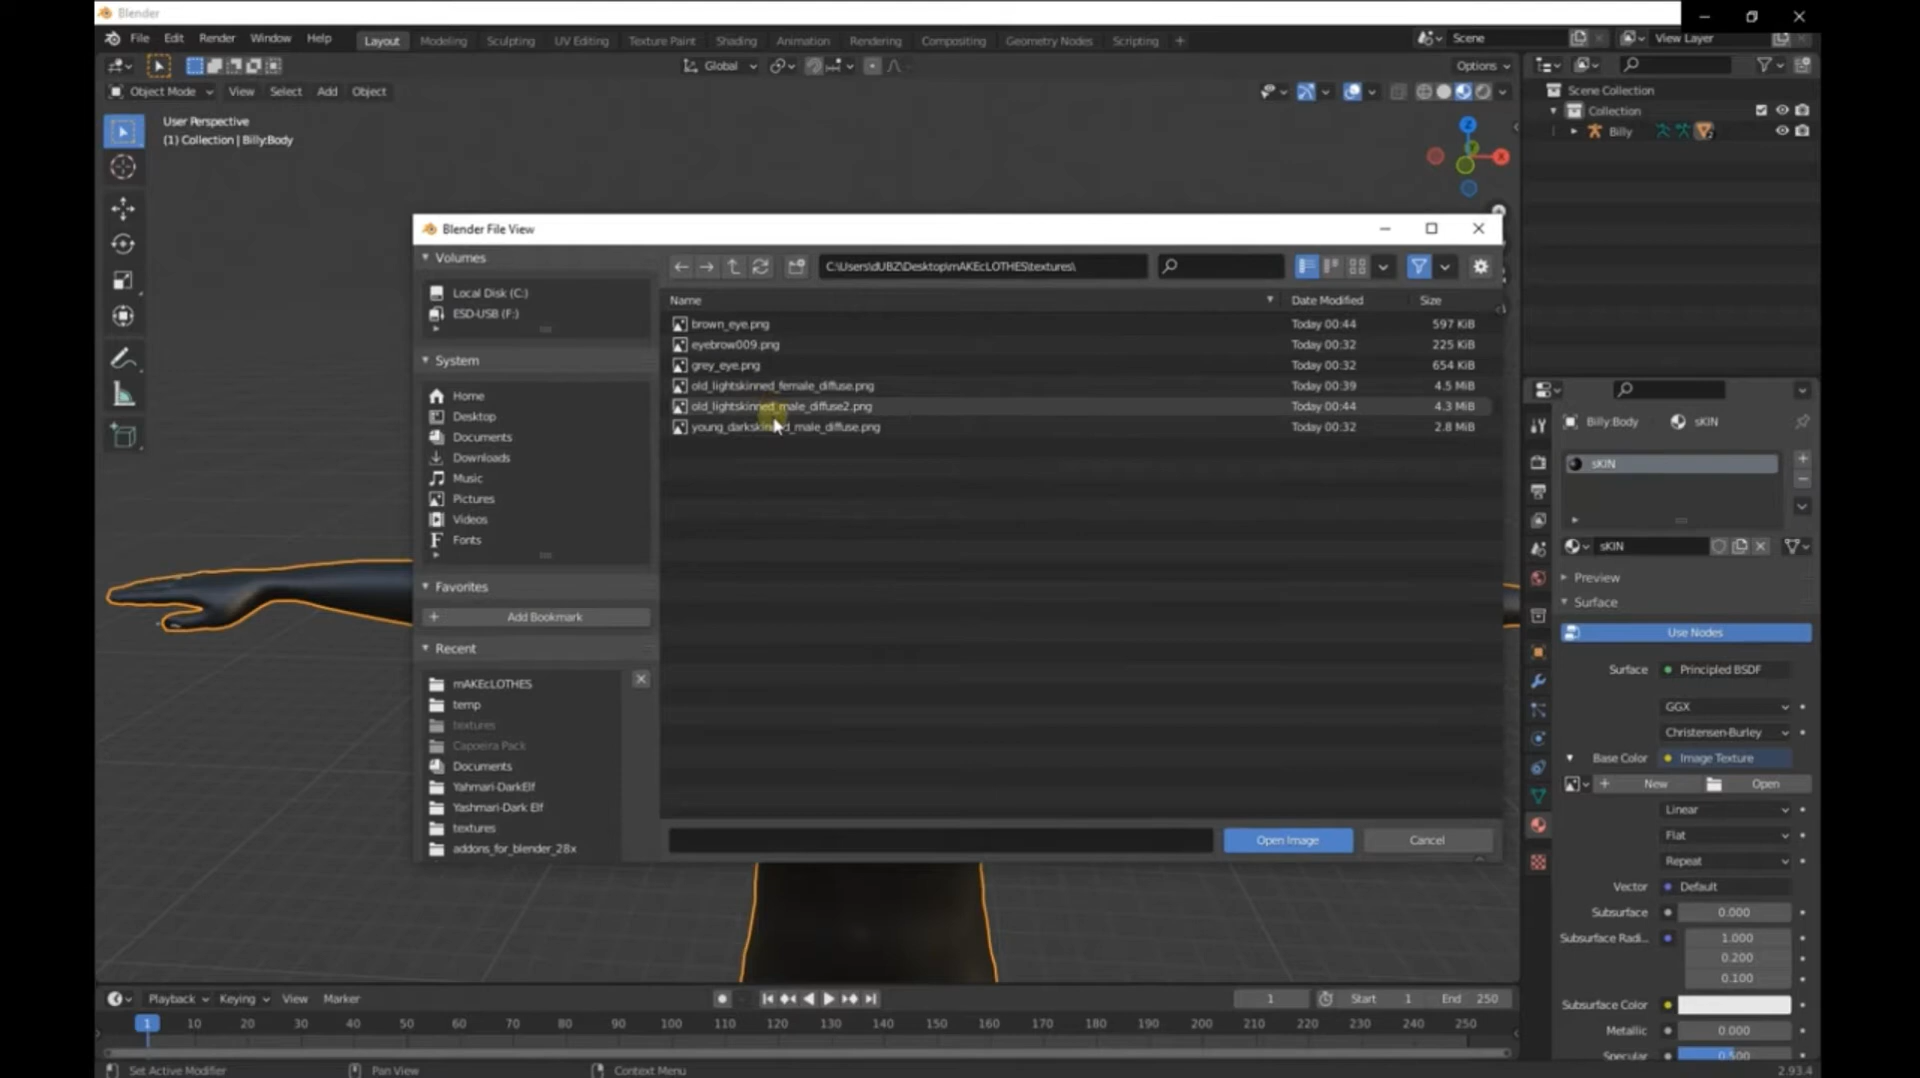 Blender
File Edit Render Window Help Layout Modeling Sculpting UV Editing Texture Paint Shading Animation Rendering Compositing Geometry Nodes Scripting + Scene View Layer
Global Options
Object Mode View Select Add Object
User Perspective
(1) Collection | Billy:Body
Scene Collection
Collection
Billy
Z
X
Blender File View
Volumes
Local Disk (C:)
ESD-USB (F:)
System
Home
Desktop
Documents
Downloads
Music
Pictures
Videos
Fonts
Favorites
Add Bookmark
Recent
mAKEcLOTHES
temp
textures
Capoeira Pack
Documents
Yahmari-DarkElf
Yashmari-Dark Elf
textures
addons_for_blender_28x
C:\Users\dUBZ\Desktop\mAKEcLOTHES\textures\
Name Date Modified Size
brown_eye.png Today 00:44 597 KiB
eyebrow009.png Today 00:32 225 KiB
grey_eye.png Today 00:32 654 KiB
old_lightskinned_female_diffuse.png Today 00:39 4.5 MiB
old_lightskinned_male_diffuse2.png Today 00:44 4.3 MiB
young_darkskinned_male_diffuse.png Today 00:32 2.8 MiB
Open Image Cancel
Billy:Body sKIN
sKIN
sKIN
Preview
Surface
Use Nodes
Surface Principled BSDF
GGX
Christensen-Burley
Base Color Image Texture
New Open
Linear
Flat
Repeat
Vector Default
Subsurface 0.000
Subsurface Radi... 1.000
0.200
0.100
Subsurface Color
Metallic 0.000
Specular 0.500
Playback Keying View Marker 1 Start 1 End 250
1 10 20 30 40 50 60 70 80 90 100 110 120 130 140 150 160 170 180 190 200 210 220 230 240 250
Set Active Modifier Pan View Context Menu 2.93.4